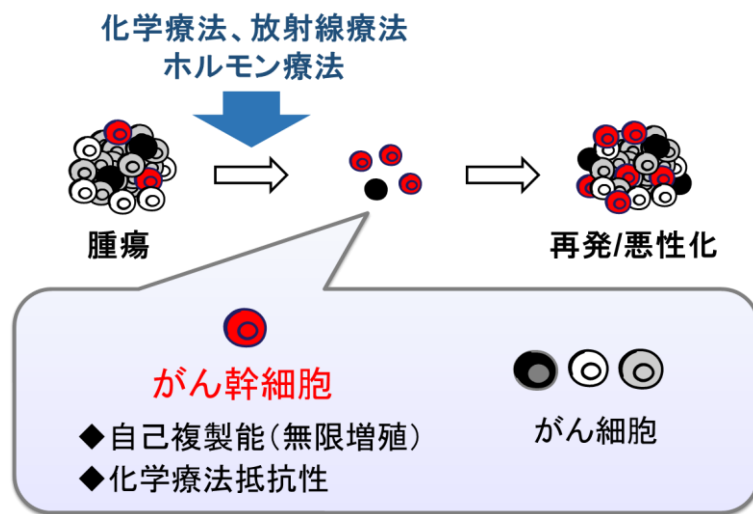 化学療法、放射線療法
ホルモン療法
腫瘍
再発/悪性化
がん幹細胞
◆自己複製能(無限増殖)
◆化学療法抵抗性
がん細胞